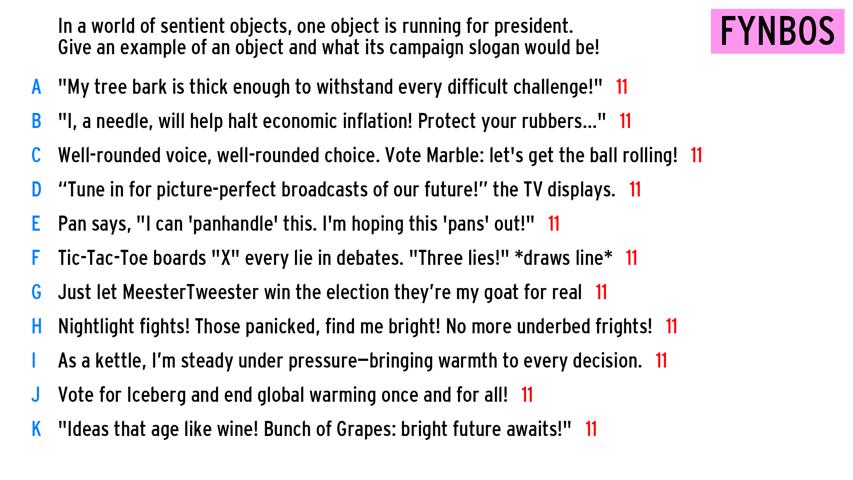 In a world of sentient objects, one object is running for president.
Give an example of an object and what its campaign slogan would be!
FYNBOS
A "My tree bark is thick enough to withstand every difficult challenge!" 11
B "I, a needle, will help halt economic inflation! Protect your rubbers..." 11
C Well-rounded voice, well-rounded choice. Vote Marble: let's get the ball rolling! 11
D “Tune in for picture-perfect broadcasts of our future!” the TV displays. 11
E Pan says, "I can 'panhandle' this. I'm hoping this 'pans' out!" 11
F Tic-Tac-Toe boards "X" every lie in debates. "Three lies!" *draws line* 11
G Just let MeesterTweester win the election they’re my goat for real 11
H Nightlight fights! Those panicked, find me bright! No more underbed frights! 11
I As a kettle, I’m steady under pressure—bringing warmth to every decision. 11
J Vote for Iceberg and end global warming once and for all! 11
K "Ideas that age like wine! Bunch of Grapes: bright future awaits!" 11